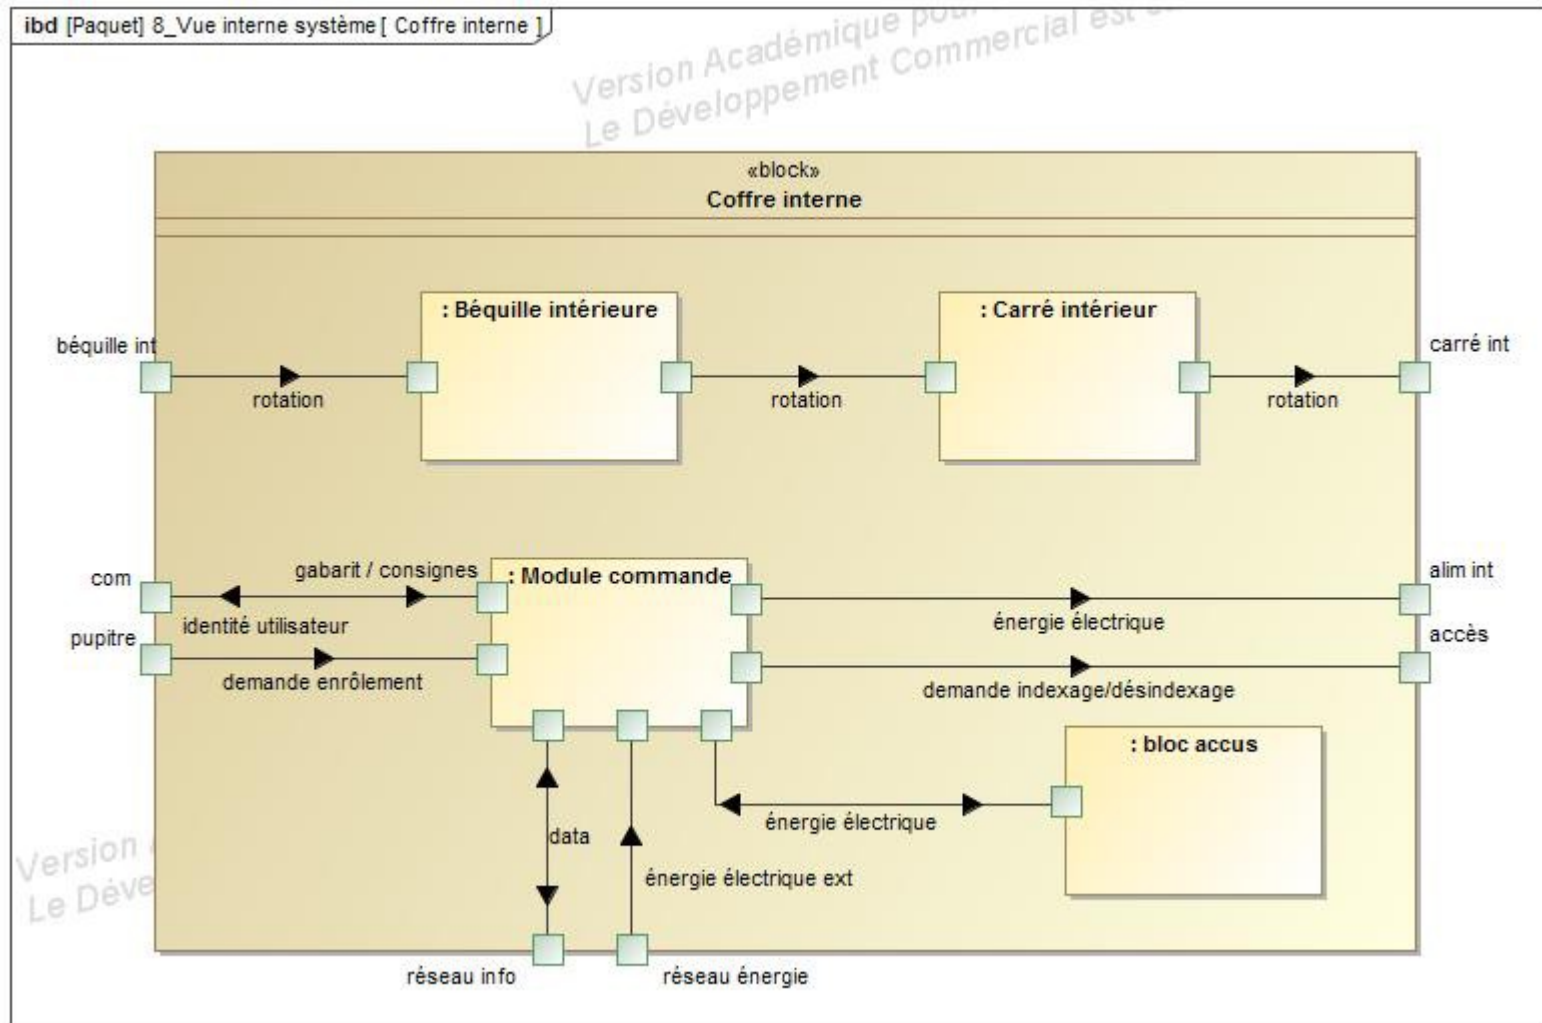 ibd [Paquet] 8_Vue interne système [ Coffre interne ]
Version Académique
Le Développement Commercial est
«block»
Coffre interne
: Béquille intérieure
: Carré intérieur
béquille int
carré int
rotation
rotation
rotation
com
gabarit / consignes
: Module commande
alim int
identité utilisateur
énergie électrique
pupitre
accès
demande enrôlement
demande indexage/désindexage
: bloc accus
énergie électrique
data
énergie électrique ext
Version
Le Déve
réseau info
réseau énergie